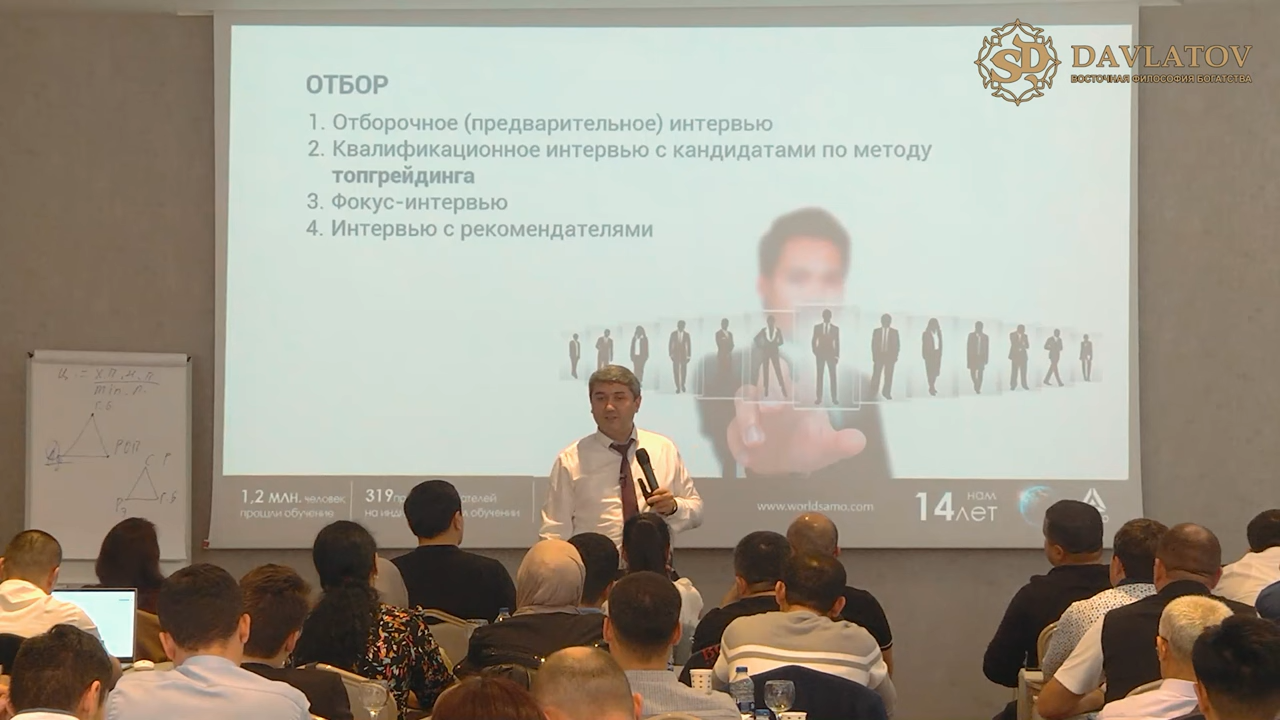 DAVLATOV
ВОСТОЧНАЯ ФИЛОСОФИЯ БОГАТСТВА
ОТБОР
1. Отборочное (предварительное) интервью
2. Квалификационное интервью с кандидатами по методу
топгрейдинга
3. Фокус-интервью
4. Интервью с рекомендателями
1,2 МЛН. человек
прошли обучение
319
обучении
www.worldsamo.com
14 нам
лет